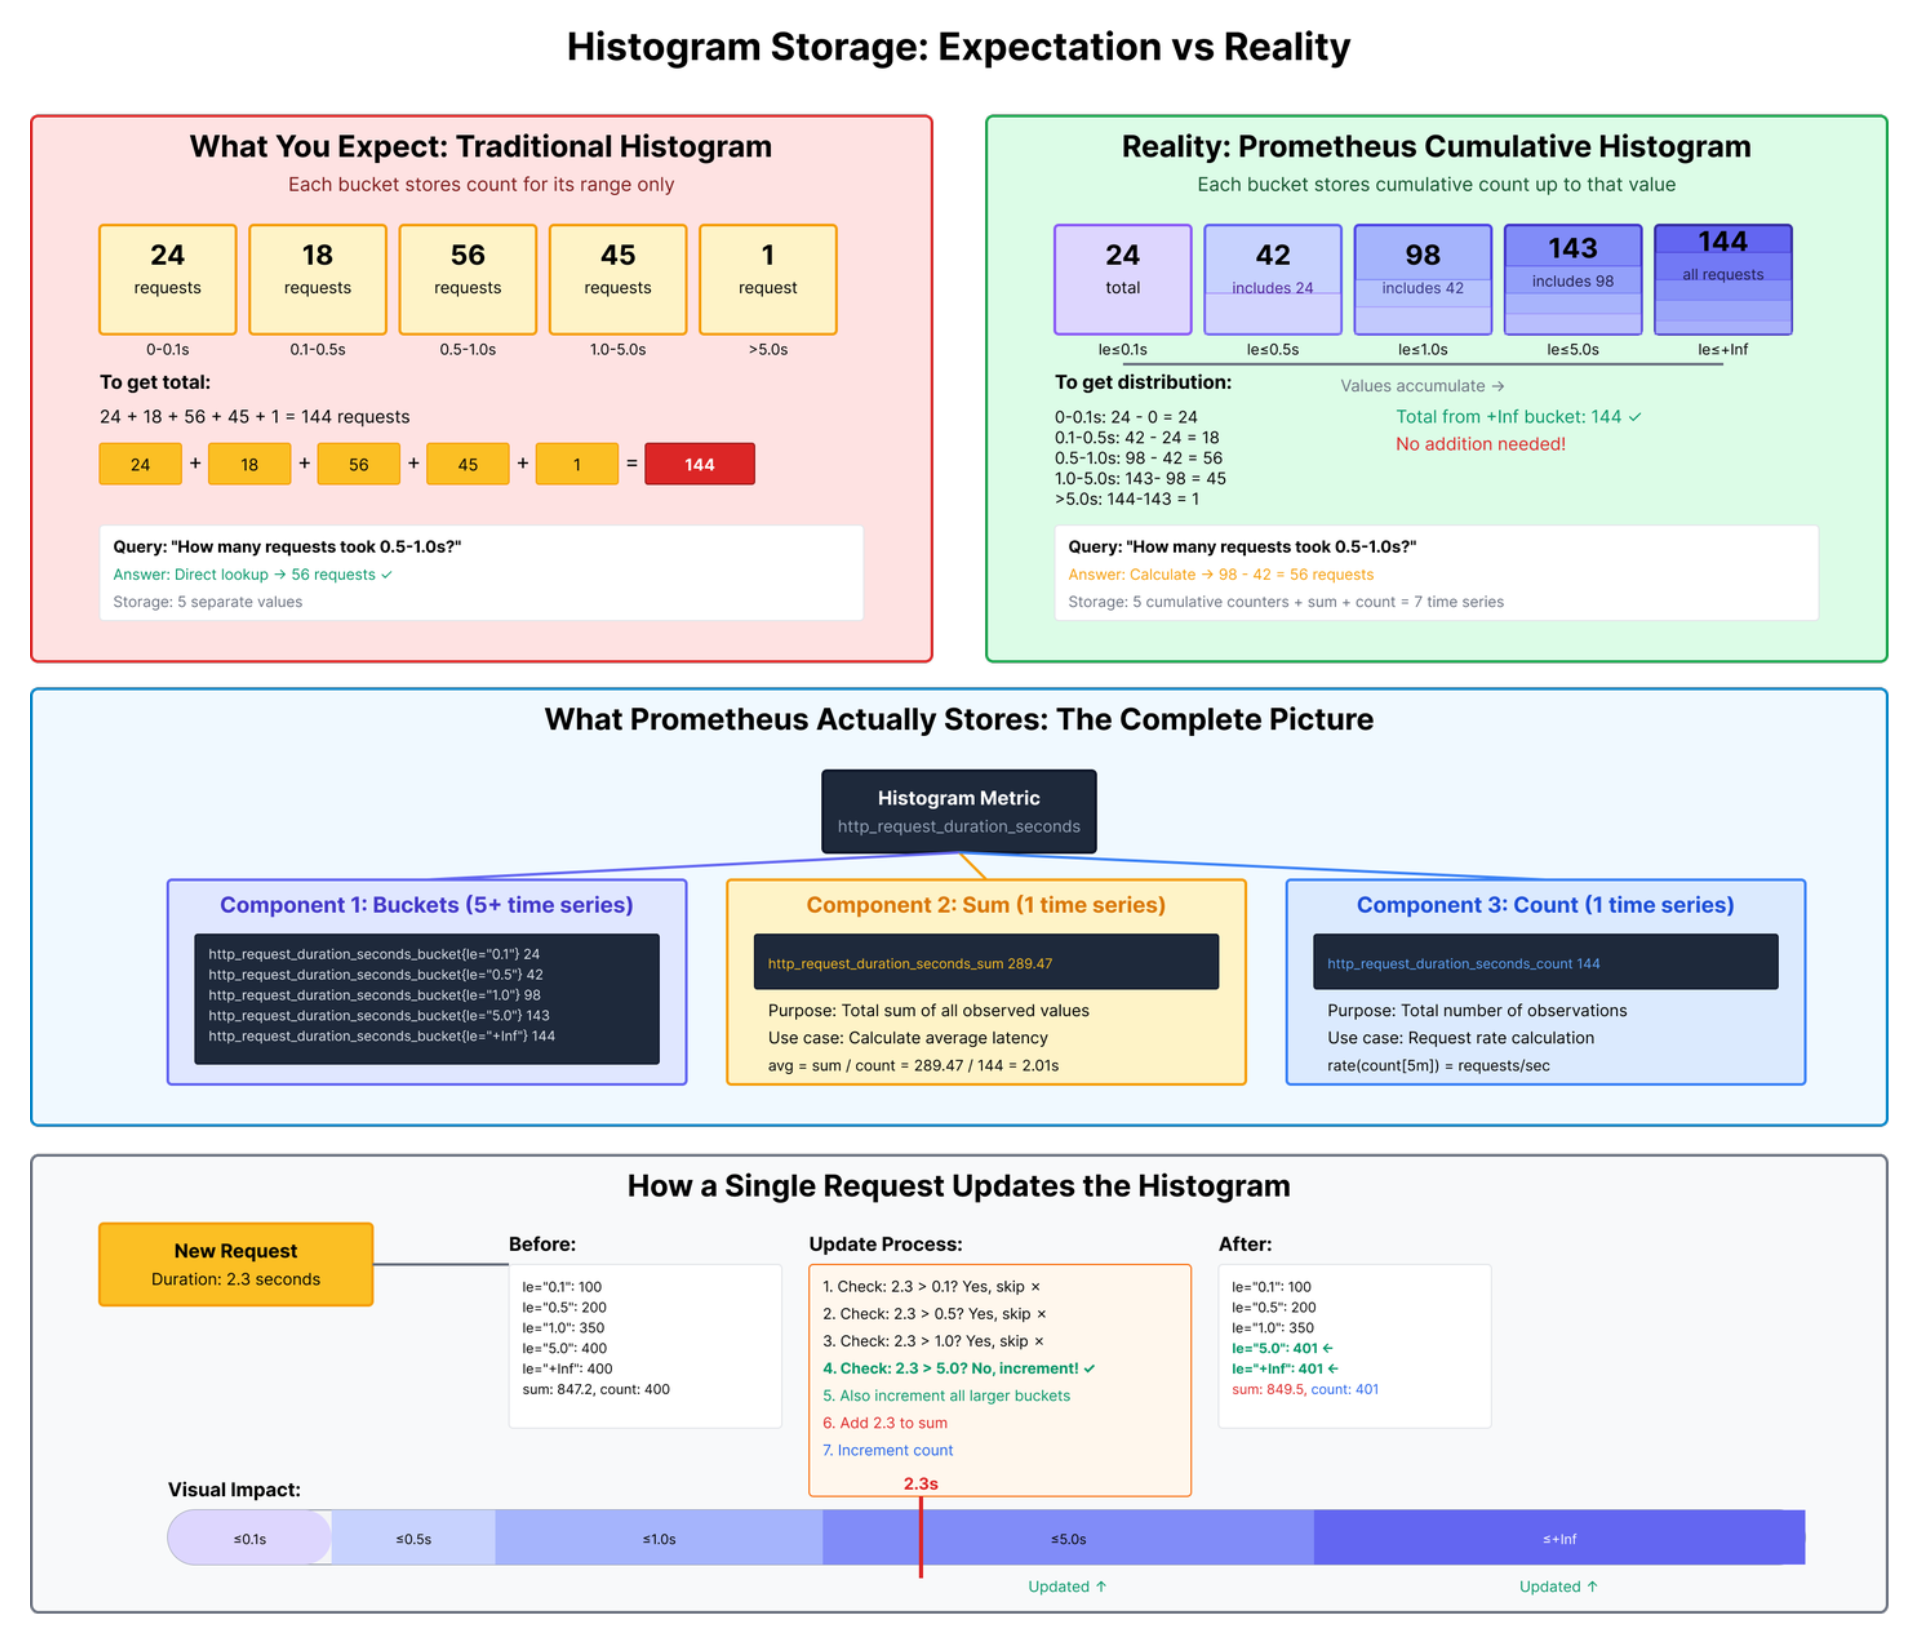 Histogram Storage: Expectation vs Reality
What You Expect: Traditional Histogram
Each bucket stores count for its range only
24
requests
0-0.1s
18
requests
0.1-0.5s
56
requests
0.5-1.0s
45
requests
1.0-5.0s
1
request
>5.0s
To get total:
24 + 18 + 56 + 45 + 1 = 144 requests
24 + 18 + 56 + 45 + 1 = 144
Query: "How many requests took 0.5-1.0s?"
Answer: Direct lookup → 56 requests ✓
Storage: 5 separate values
Reality: Prometheus Cumulative Histogram
Each bucket stores cumulative count up to that value
24
total
le≤0.1s
42
includes 24
le≤0.5s
98
includes 42
le≤1.0s
143
includes 98
le≤5.0s
144
all requests
le≤+Inf
To get distribution:
Values accumulate →
0-0.1s: 24 - 0 = 24
0.1-0.5s: 42 - 24 = 18
0.5-1.0s: 98 - 42 = 56
1.0-5.0s: 143- 98 = 45
>5.0s: 144-143 = 1
Total from +Inf bucket: 144 ✓
No addition needed!
Query: "How many requests took 0.5-1.0s?"
Answer: Calculate → 98 - 42 = 56 requests
Storage: 5 cumulative counters + sum + count = 7 time series
What Prometheus Actually Stores: The Complete Picture
Histogram Metric
http_request_duration_seconds
Component 1: Buckets (5+ time series)
http_request_duration_seconds_bucket{le="0.1"} 24
http_request_duration_seconds_bucket{le="0.5"} 42
http_request_duration_seconds_bucket{le="1.0"} 98
http_request_duration_seconds_bucket{le="5.0"} 143
http_request_duration_seconds_bucket{le="+Inf"} 144
Component 2: Sum (1 time series)
http_request_duration_seconds_sum 289.47
Purpose: Total sum of all observed values
Use case: Calculate average latency
avg = sum / count = 289.47 / 144 = 2.01s
Component 3: Count (1 time series)
http_request_duration_seconds_count 144
Purpose: Total number of observations
Use case: Request rate calculation
rate(count[5m]) = requests/sec
How a Single Request Updates the Histogram
New Request
Duration: 2.3 seconds
Before:
le="0.1": 100
le="0.5": 200
le="1.0": 350
le="5.0": 400
le="+Inf": 400
sum: 847.2, count: 400
Update Process:
1. Check: 2.3 > 0.1? Yes, skip ×
2. Check: 2.3 > 0.5? Yes, skip ×
3. Check: 2.3 > 1.0? Yes, skip ×
4. Check: 2.3 > 5.0? No, increment! ✓
5. Also increment all larger buckets
6. Add 2.3 to sum
7. Increment count
After:
le="0.1": 100
le="0.5": 200
le="1.0": 350
le="5.0": 401 ←
le="+Inf": 401 ←
sum: 849.5, count: 401
Visual Impact:
2.3s
≤0.1s
≤0.5s
≤1.0s
≤5.0s
≤+Inf
Updated ↑
Updated ↑